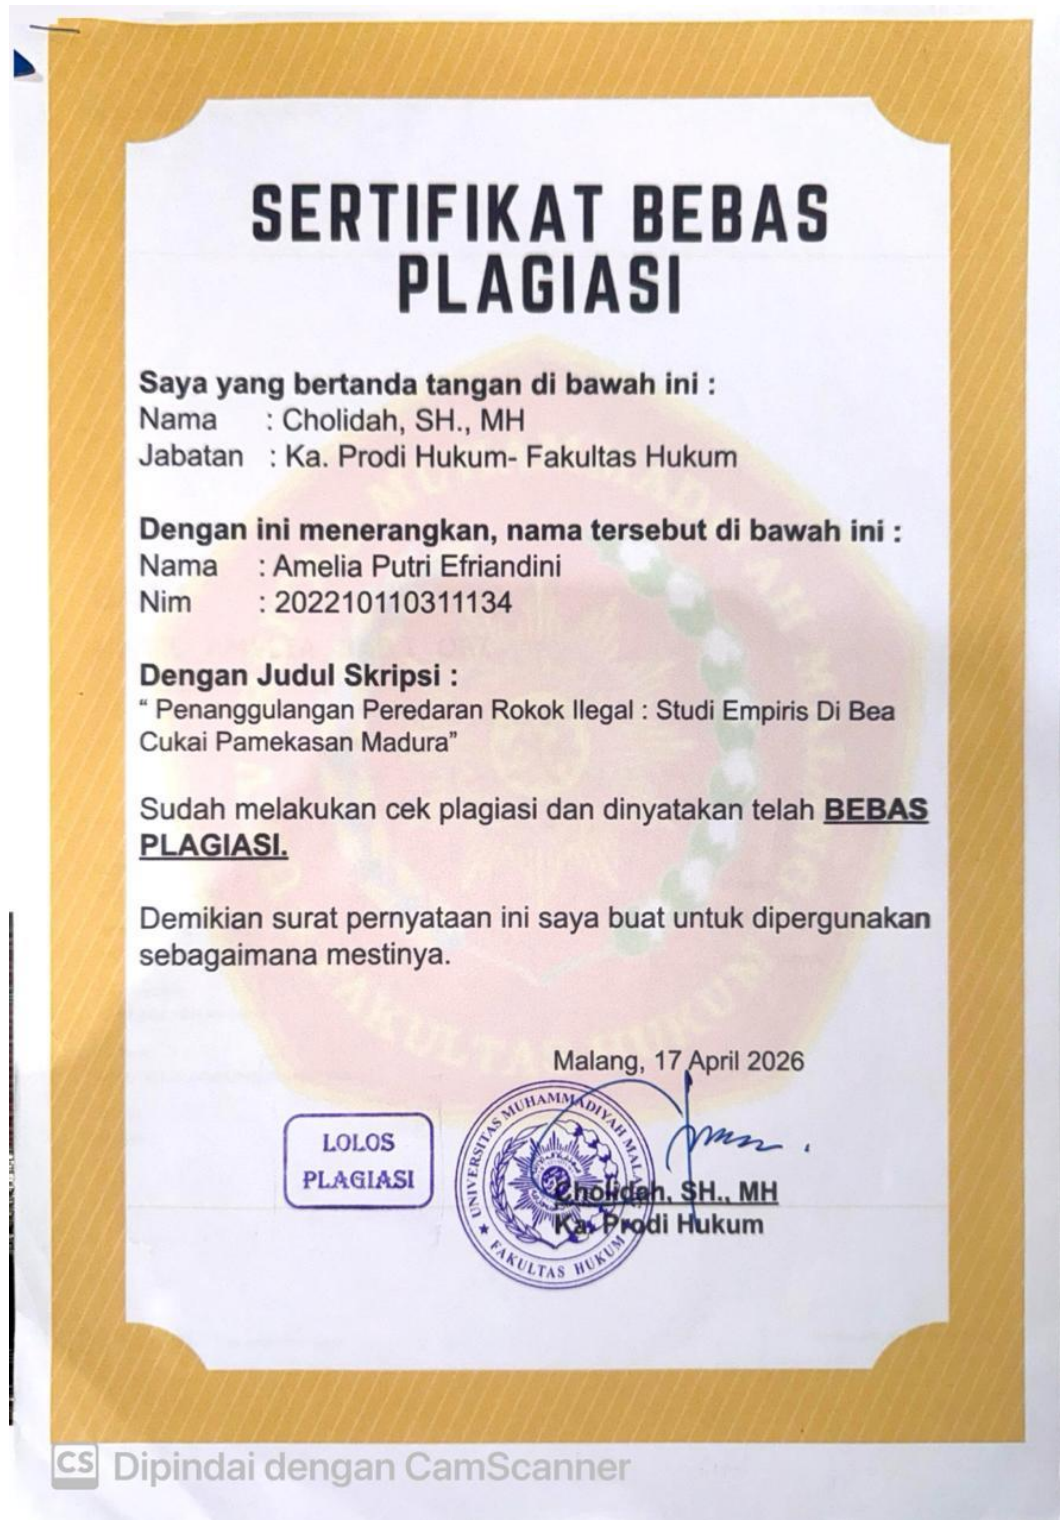 SERTIFIKAT BEBAS
PLAGIASI
Saya yang bertanda tangan di bawah ini :
Nama : Cholidah, SH., MH
Jabatan : Ka. Prodi Hukum- Fakultas Hukum
Dengan ini menerangkan, nama tersebut di bawah ini :
Nama : Amelia Putri Efriandini
Nim : 202210110311134
Dengan Judul Skripsi :
“ Penanggulangan Peredaran Rokok Ilegal : Studi Empiris Di Bea
Cukai Pamekasan Madura”
Sudah melakukan cek plagiasi dan dinyatakan telah BEBAS
PLAGIASI.
Demikian surat pernyataan ini saya buat untuk dipergunakan
sebagaimana mestinya.
Malang, 17 April 2026
LOLOS
PLAGIASI
UNIVERSITAS MUHAMMADIYAH MALANG
FAKULTAS HUKUM
Cholidah, SH., MH
Ka. Prodi Hukum
CS Dipindai dengan CamScanner